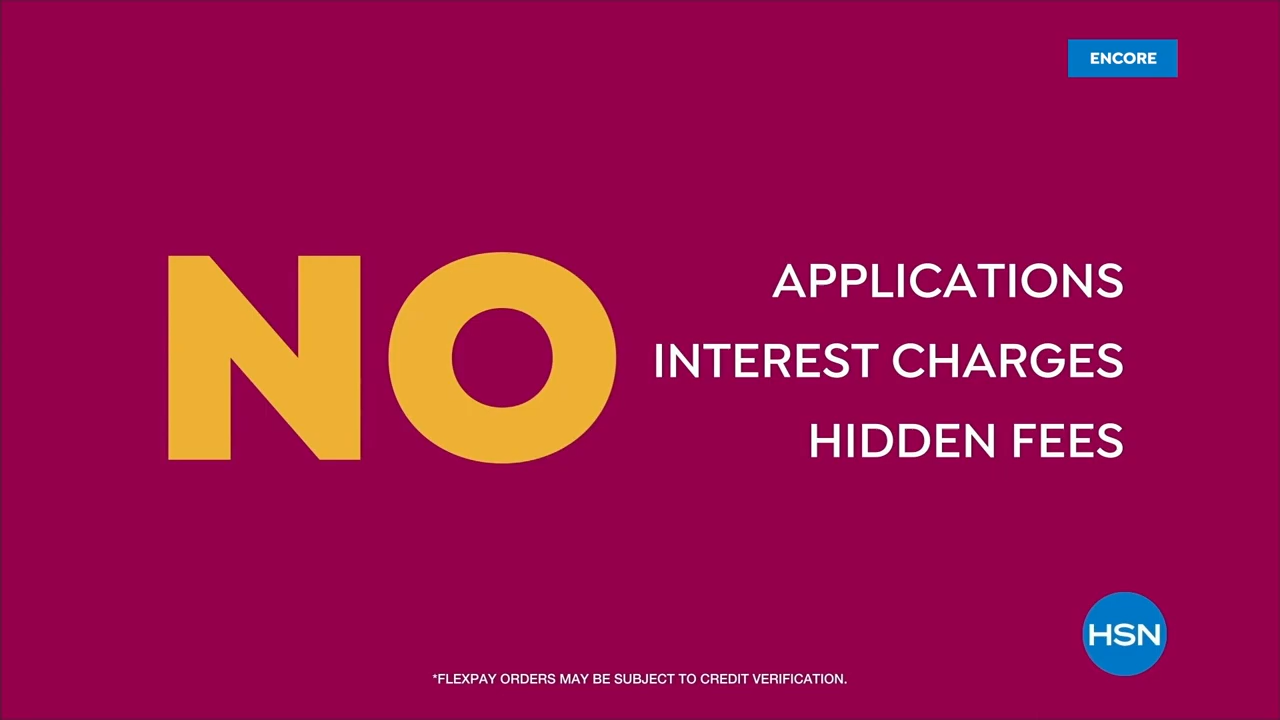 ENCORE
NO
APPLICATIONS
INTEREST CHARGES
HIDDEN FEES
HSN
*FLEXPAY ORDERS MAY BE SUBJECT TO CREDIT VERIFICATION.